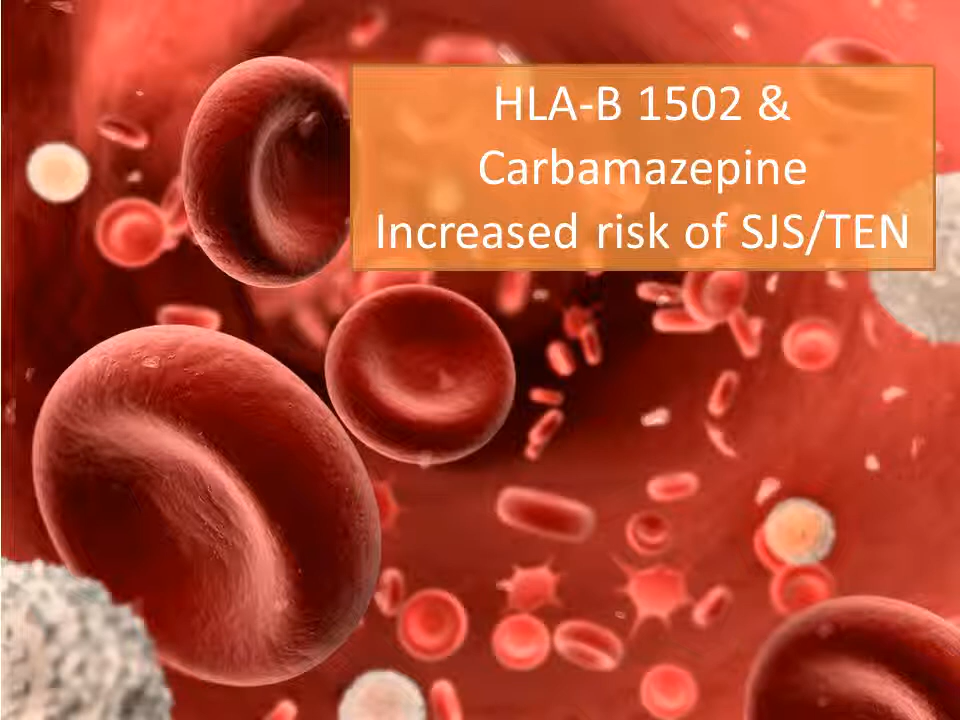 HLA-B 1502 &
Carbamazepine
Increased risk of SJS/TEN